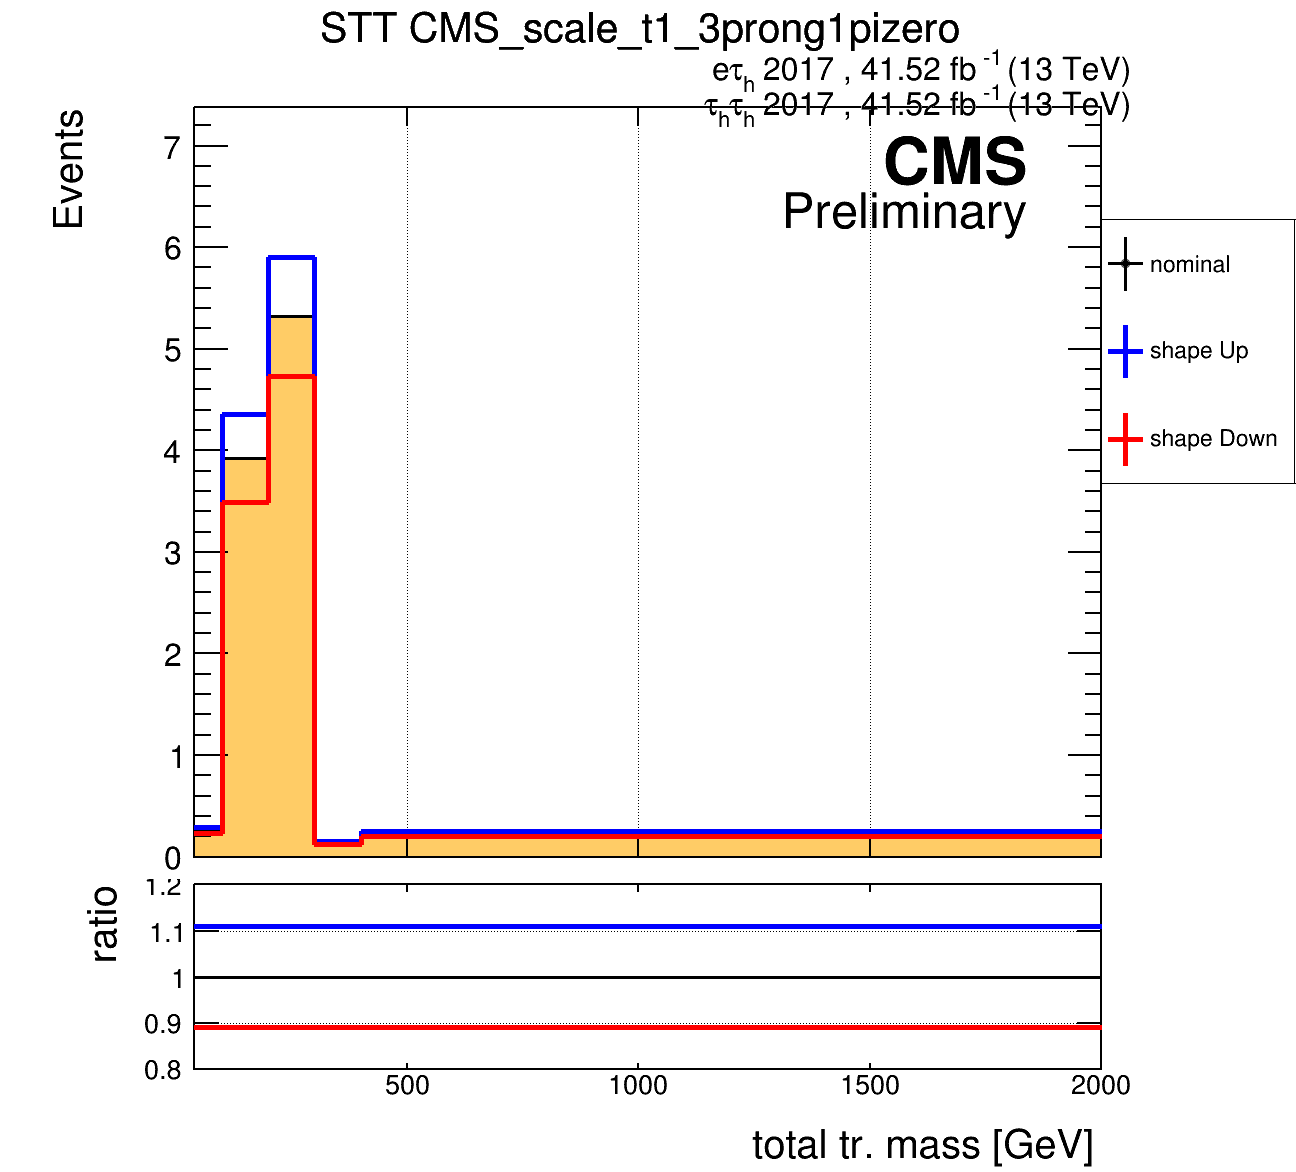 STT CMS_scale_t1_3prong1pizero
eτh 2017 , 41.52 fb-1 (13 TeV)
τhτh 2017 , 41.52 fb-1 (13 TeV)
Events
7
6
5
4
3
2
1
0
CMS
Preliminary
nominal
shape Up
shape Down
ratio
1.2
1.1
1
0.9
0.8
500
1000
1500
2000
total tr. mass [GeV]